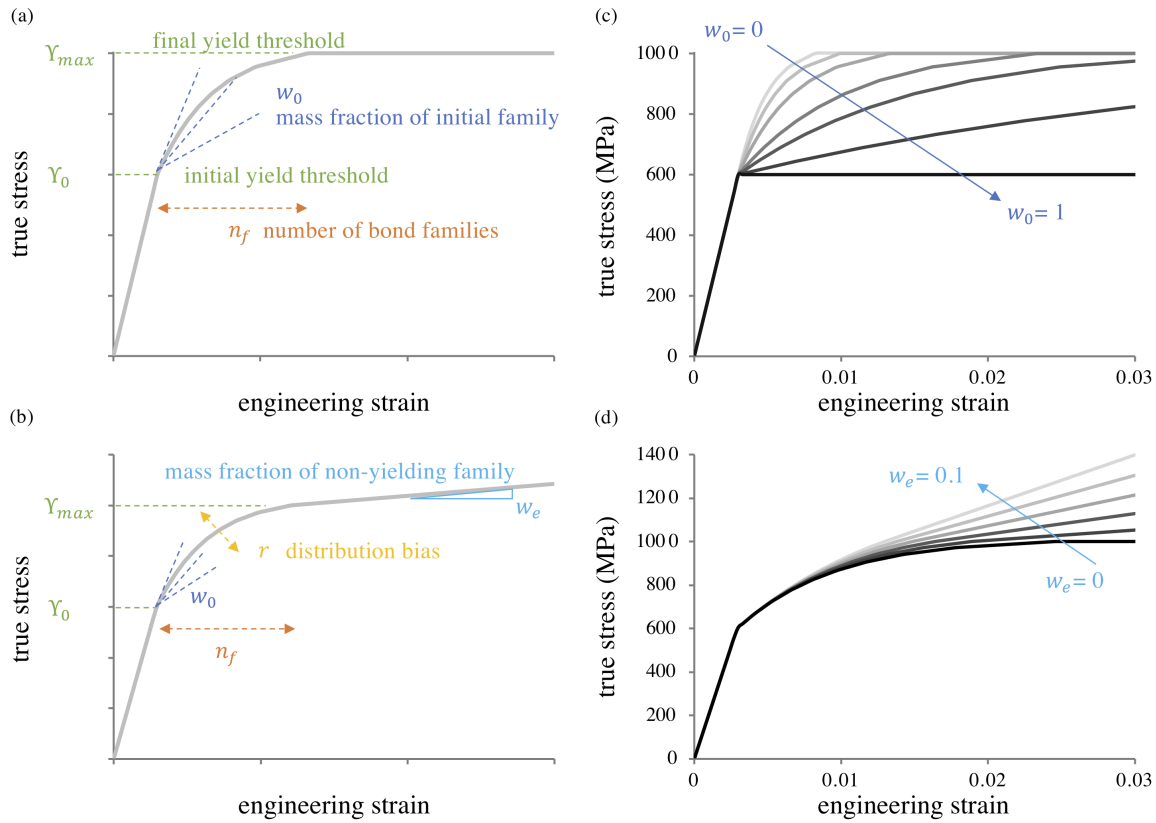 (a)
true stress
ϒmax
ϒ0
final yield threshold
w0
mass fraction of initial family
initial yield threshold
nf number of bond families
engineering strain
(b)
true stress
ϒmax
ϒ0
mass fraction of non-yielding family
we
r distribution bias
w0
nf
engineering strain
(c)
true stress (MPa)
1000
800
600
400
200
0
w0= 0
w0= 1
0
0.01
0.02
0.03
engineering strain
(d)
true stress (MPa)
1400
1200
1000
800
600
400
200
0
we= 0.1
we= 0
0
0.01
0.02
0.03
engineering strain